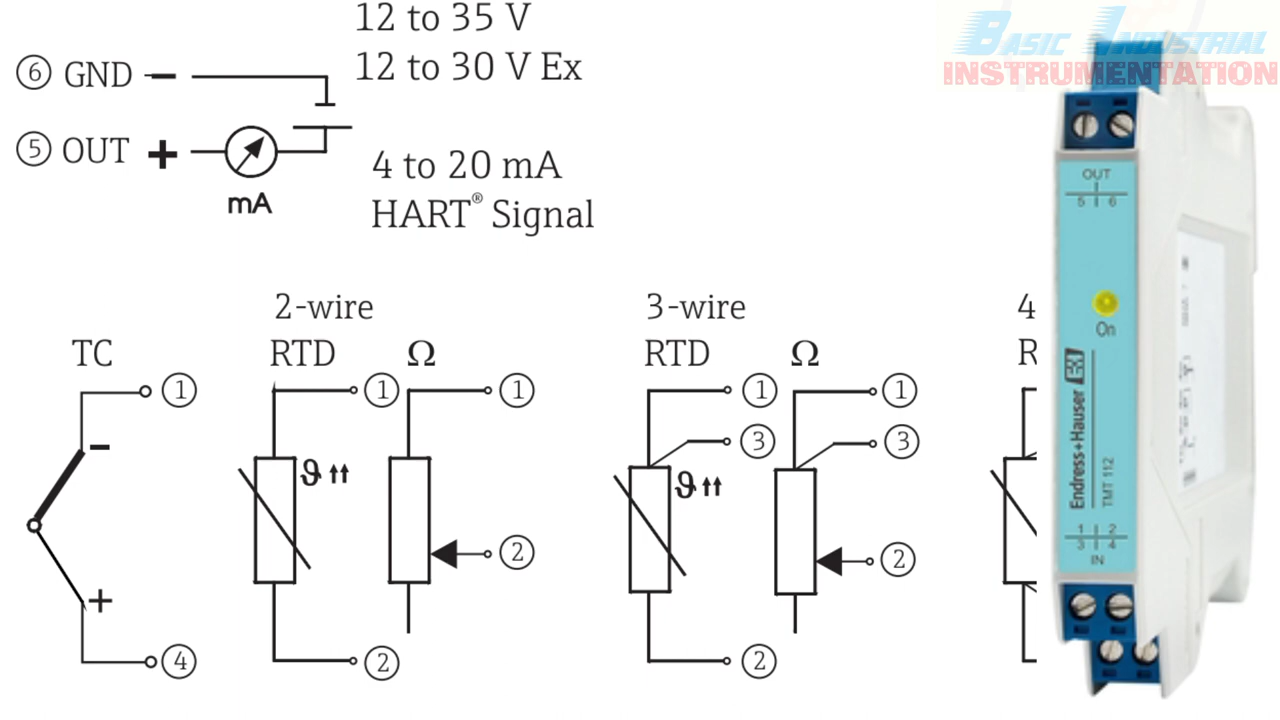 12 to 35 V
12 to 30 V Ex
⑥ GND −
⑤ OUT +
mA
4 to 20 mA
HART® Signal
BASIC INDUSTRIAL
INSTRUMENTATION
TC
①
−
+
④
2-wire
RTD Ω
① ①
ϑ ↑↑
②
②
3-wire
RTD Ω
① ①
③ ③
ϑ ↑↑
②
②
4
R
OUT
5 6
On
Endress+Hauser
EH
TMT 112
1 2
3 4
IN